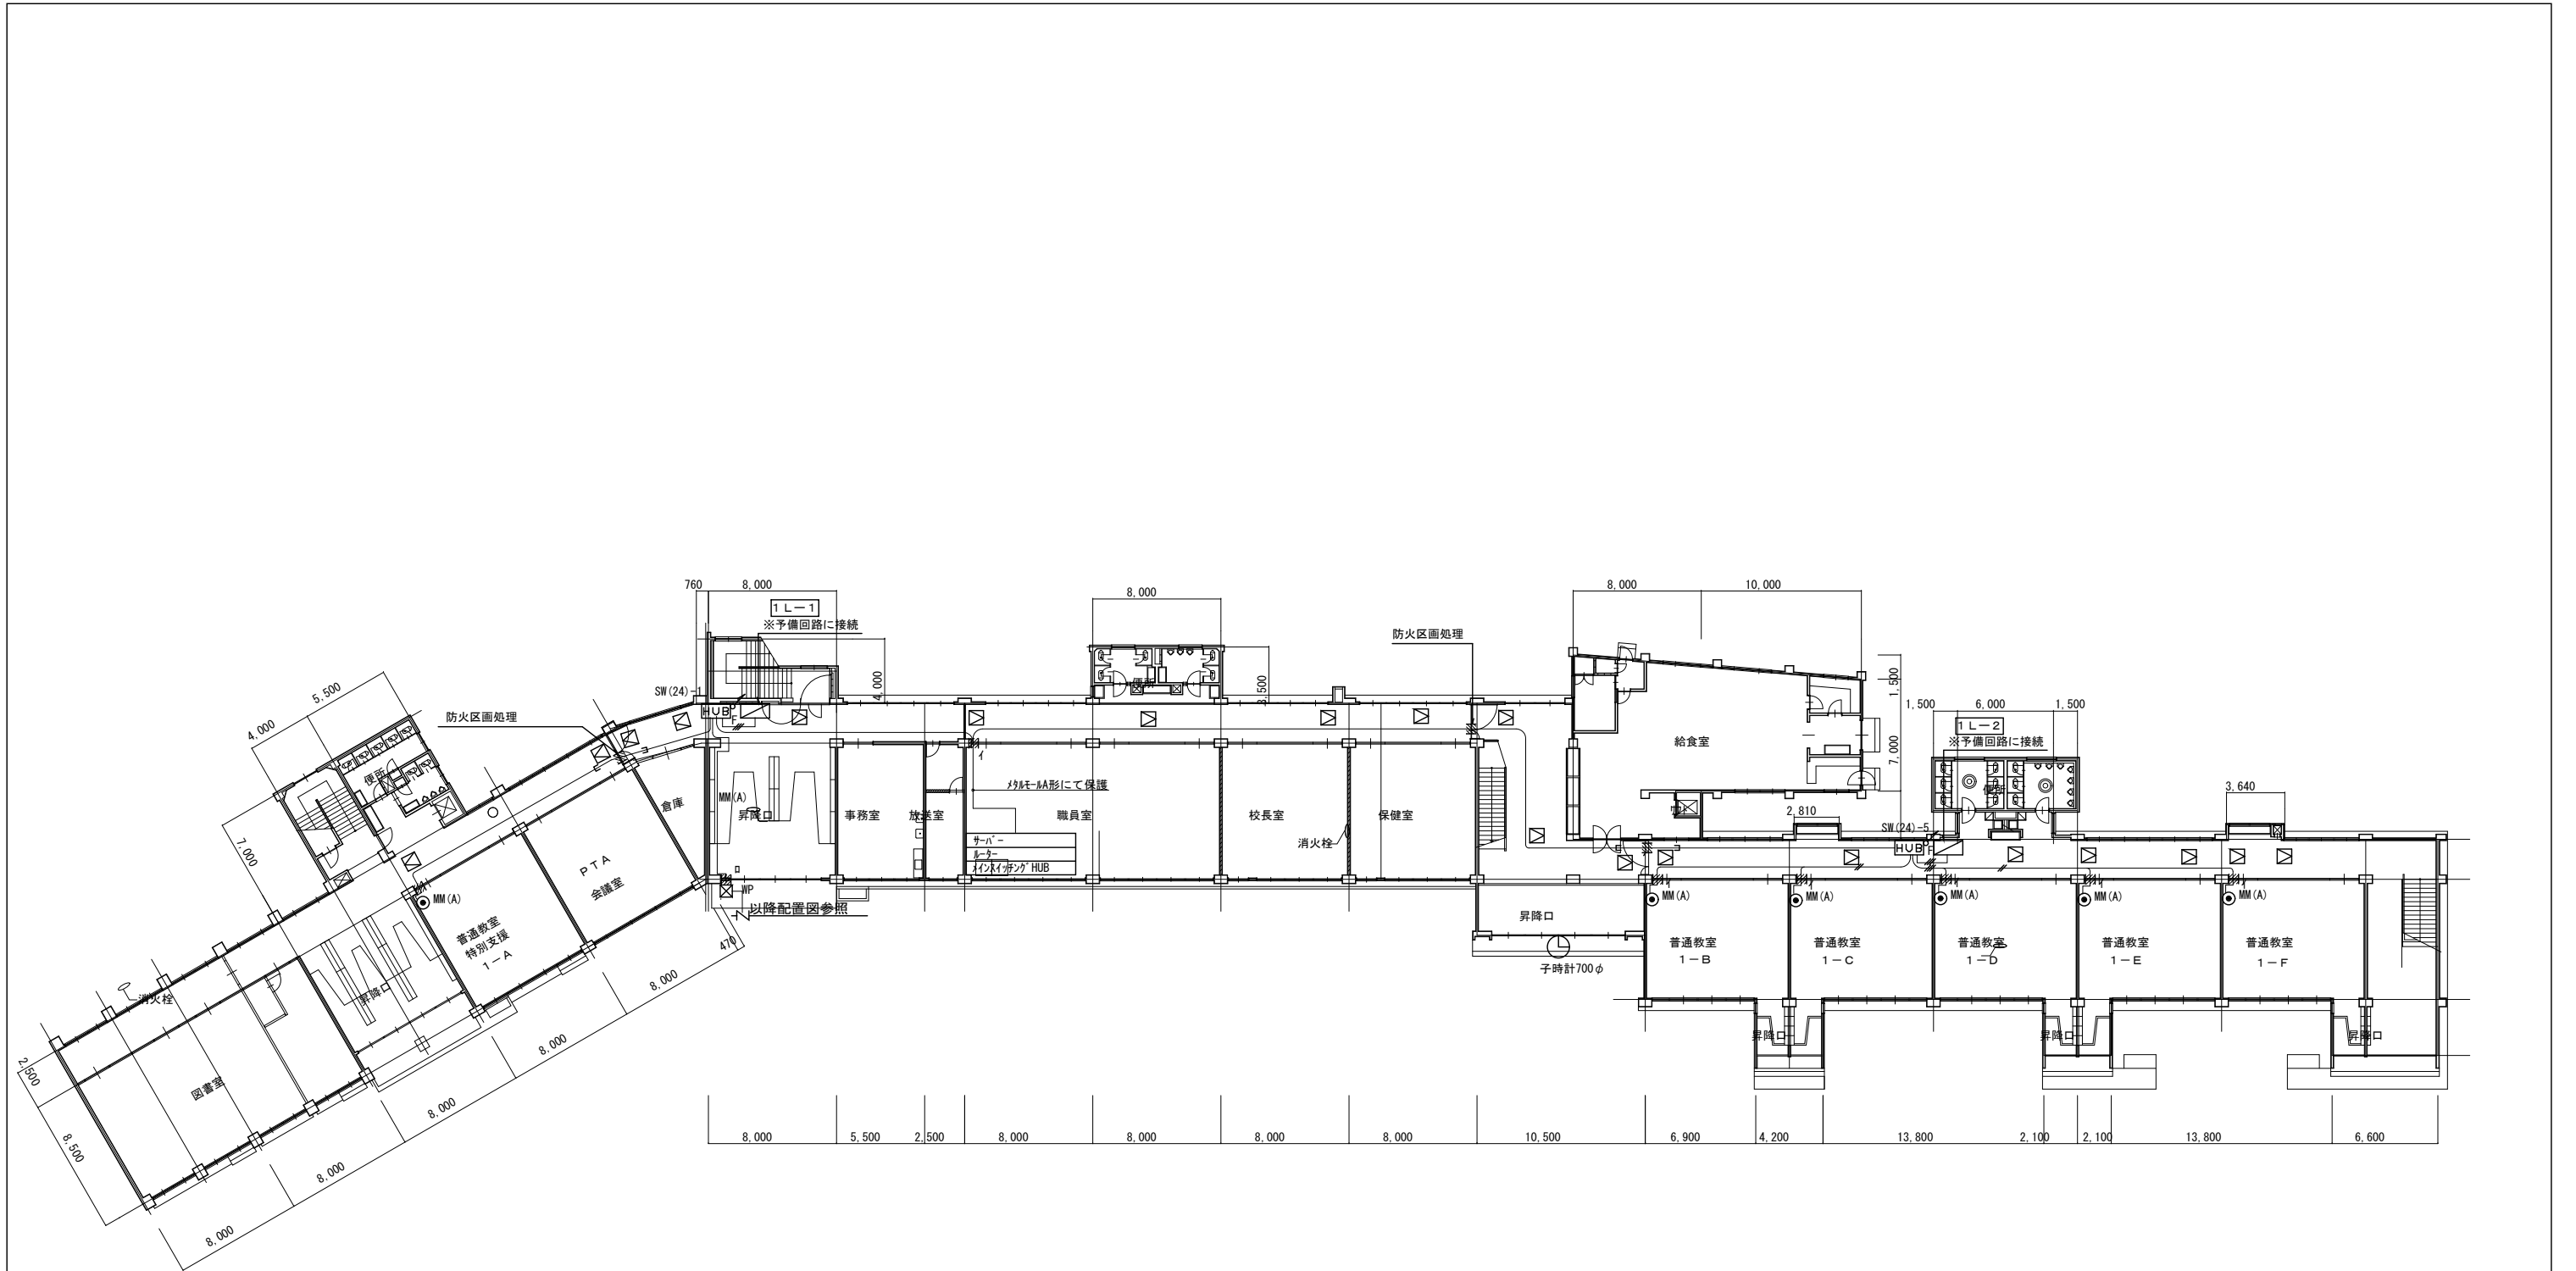 760
8,000
1L-1
※予備回路に接続
8,000
防火区画処理
8,000
10,000
4,000
3,500
便所
SW(24)-1
HUB
P
F
5,500
4,000
防火区画処理
便所
7,000
倉庫
MM(A)
昇降口
事務室
放送室
ﾒﾀﾙﾓｰﾙA形にて保護
職員室
サーバー
ルーター
ﾒｲﾝｽｲｯﾁﾝｸﾞHUB
校長室
消火栓
保健室
給食室
1,500
7,000
1,500
6,000
1,500
1L-2
※予備回路に接続
便所
2,810
SW(24)-5
HUB
P
F
3,640
PTA
会議室
MM(A)
普通教室
特別支援
1-A
昇降口
消火栓
図書室
WP
以降配置図参照
470
昇降口
子時計700φ
MM(A)
MM(A)
MM(A)
MM(A)
MM(A)
普通教室
1-B
普通教室
1-C
普通教室
1-D
普通教室
1-E
普通教室
1-F
昇降口
昇降口
昇降口
2,500
8,500
8,000
8,000
8,000
8,000
8,000
8,000
5,500
2,500
8,000
8,000
8,000
8,000
10,500
6,900
4,200
13,800
2,100
2,100
13,800
6,600